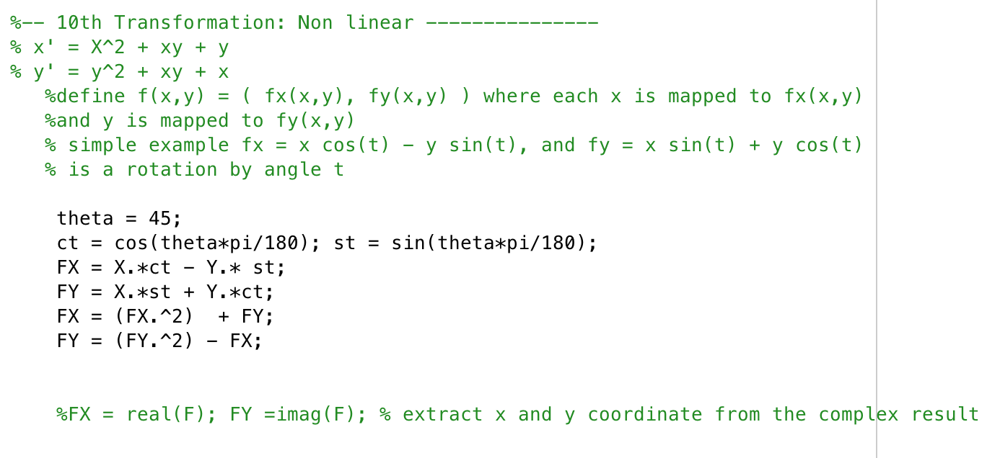 %-- 10th Transformation: Non linear ---------------
% x' = X^2 + xy + y
% y' = y^2 + xy + x
%define f(x,y) = ( fx(x,y), fy(x,y) ) where each x is mapped to fx(x,y)
%and y is mapped to fy(x,y)
% simple example fx = x cos(t) - y sin(t), and fy = x sin(t) + y cos(t)
% is a rotation by angle t
theta = 45;
ct = cos(theta*pi/180); st = sin(theta*pi/180);
FX = X.*ct - Y.* st;
FY = X.*st + Y.*ct;
FX = (FX.^2)  + FY;
FY = (FY.^2) - FX;
%FX = real(F); FY =imag(F); % extract x and y coordinate from the complex result